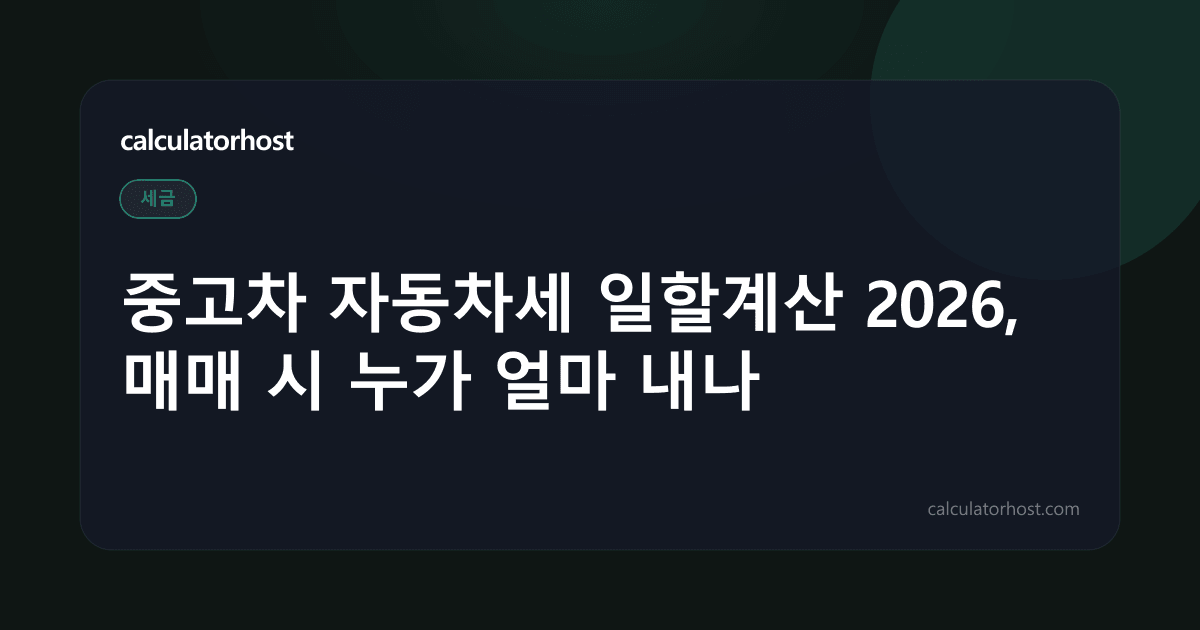 calculatorhost
세금
중고차 자동차세 일할계산 2026,
매매 시 누가 얼마 내나
calculatorhost.com